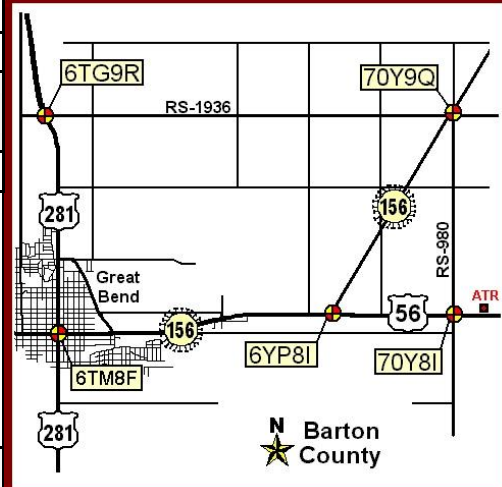 6TG9R
70Y9Q
RS-1936
281
156
RS-980
Great
Bend
ATR
156
56
6YP8I
70Y8I
6TM8F
281
N
Barton
County